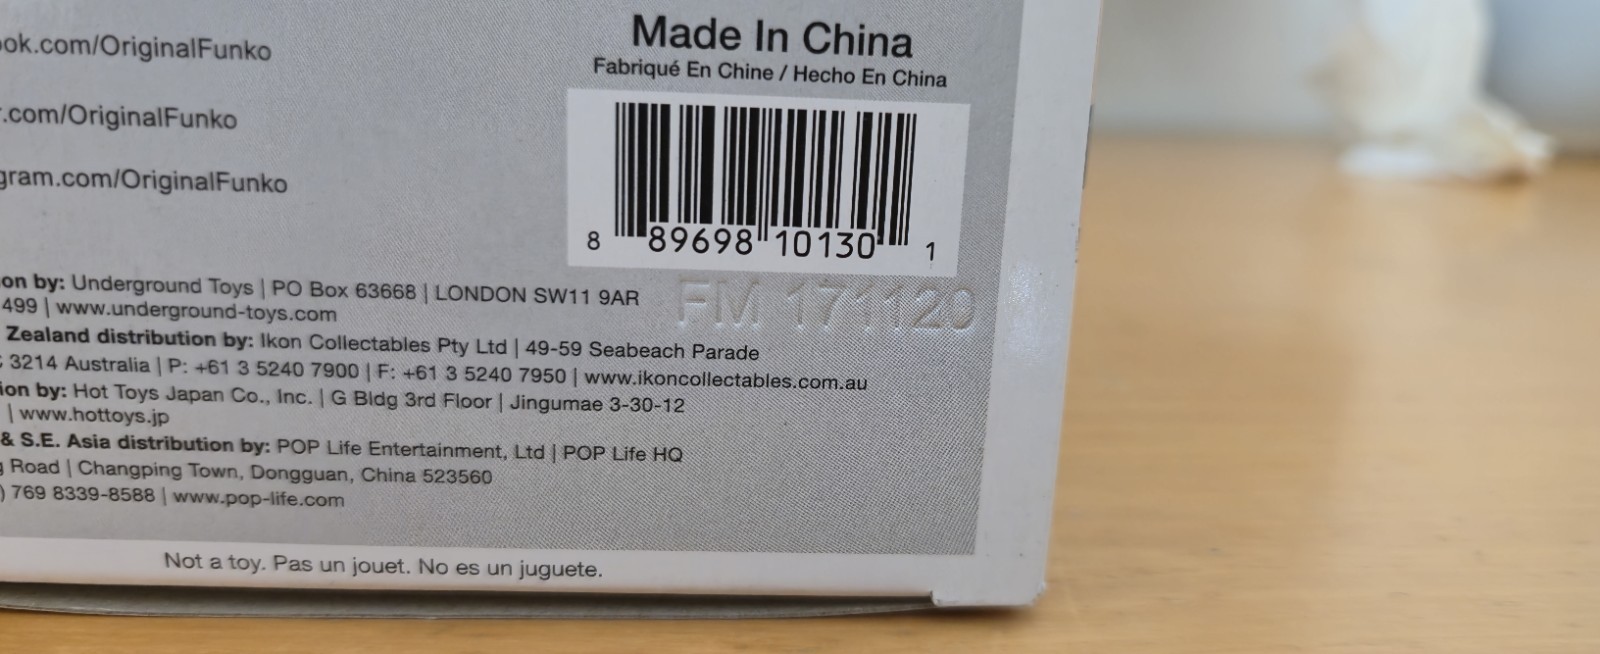 ok.com/OriginalFunko
.com/OriginalFunko
gram.com/OriginalFunko
Made In China
Fabriqué En Chine / Hecho En China
8 89698 10130 1
FM 171120
on by: Underground Toys | PO Box 63668 | LONDON SW11 9AR
499 | www.underground-toys.com
Zealand distribution by: Ikon Collectables Pty Ltd | 49-59 Seabeach Parade
3214 Australia | P: +61 3 5240 7900 | F: +61 3 5240 7950 | www.ikoncollectables.com.au
ion by: Hot Toys Japan Co., Inc. | G Bldg 3rd Floor | Jingumae 3-30-12
| www.hottoys.jp
& S.E. Asia distribution by: POP Life Entertainment, Ltd | POP Life HQ
g Road | Changping Town, Dongguan, China 523560
) 769 8339-8588 | www.pop-life.com
Not a toy. Pas un jouet. No es un juguete.